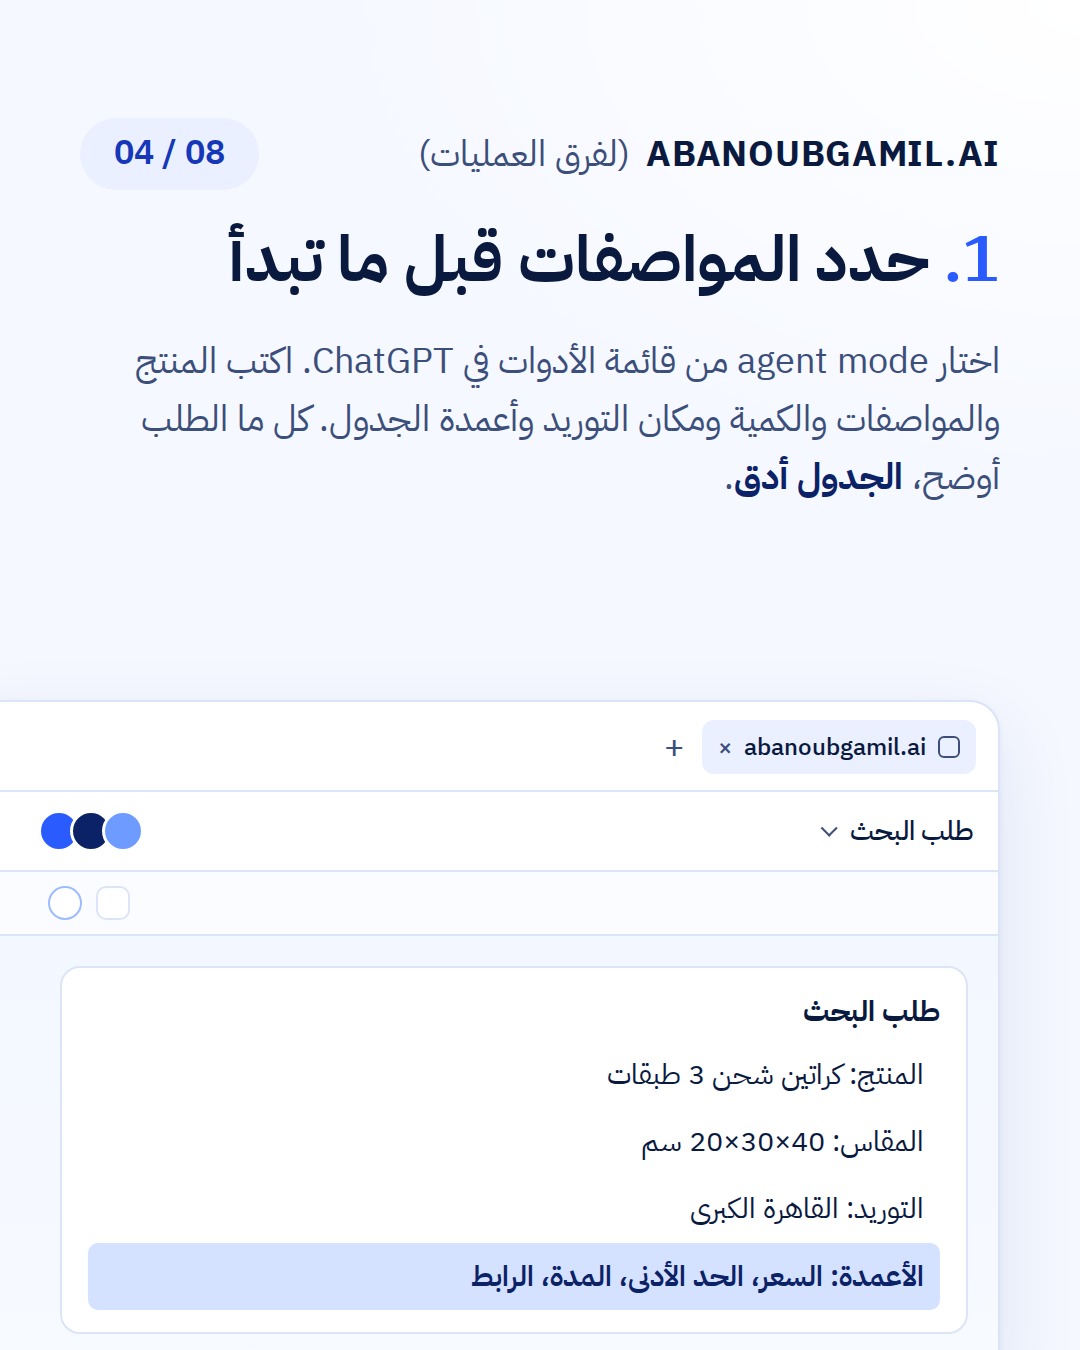 ABANOUBGAMIL.AI (لفرق العمليات)
04 / 08
1. حدد المواصفات قبل ما تبدأ
اختار agent mode من قائمة الأدوات في ChatGPT. اكتب المنتج
والمواصفات والكمية ومكان التوريد وأعمدة الجدول. كل ما الطلب
أوضح، الجدول أدق.
abanoubgamil.ai × +
طلب البحث
طلب البحث
المنتج: كراتين شحن 3 طبقات
المقاس: 40×30×20 سم
التوريد: القاهرة الكبرى
الأعمدة: السعر، الحد الأدنى، المدة، الرابط